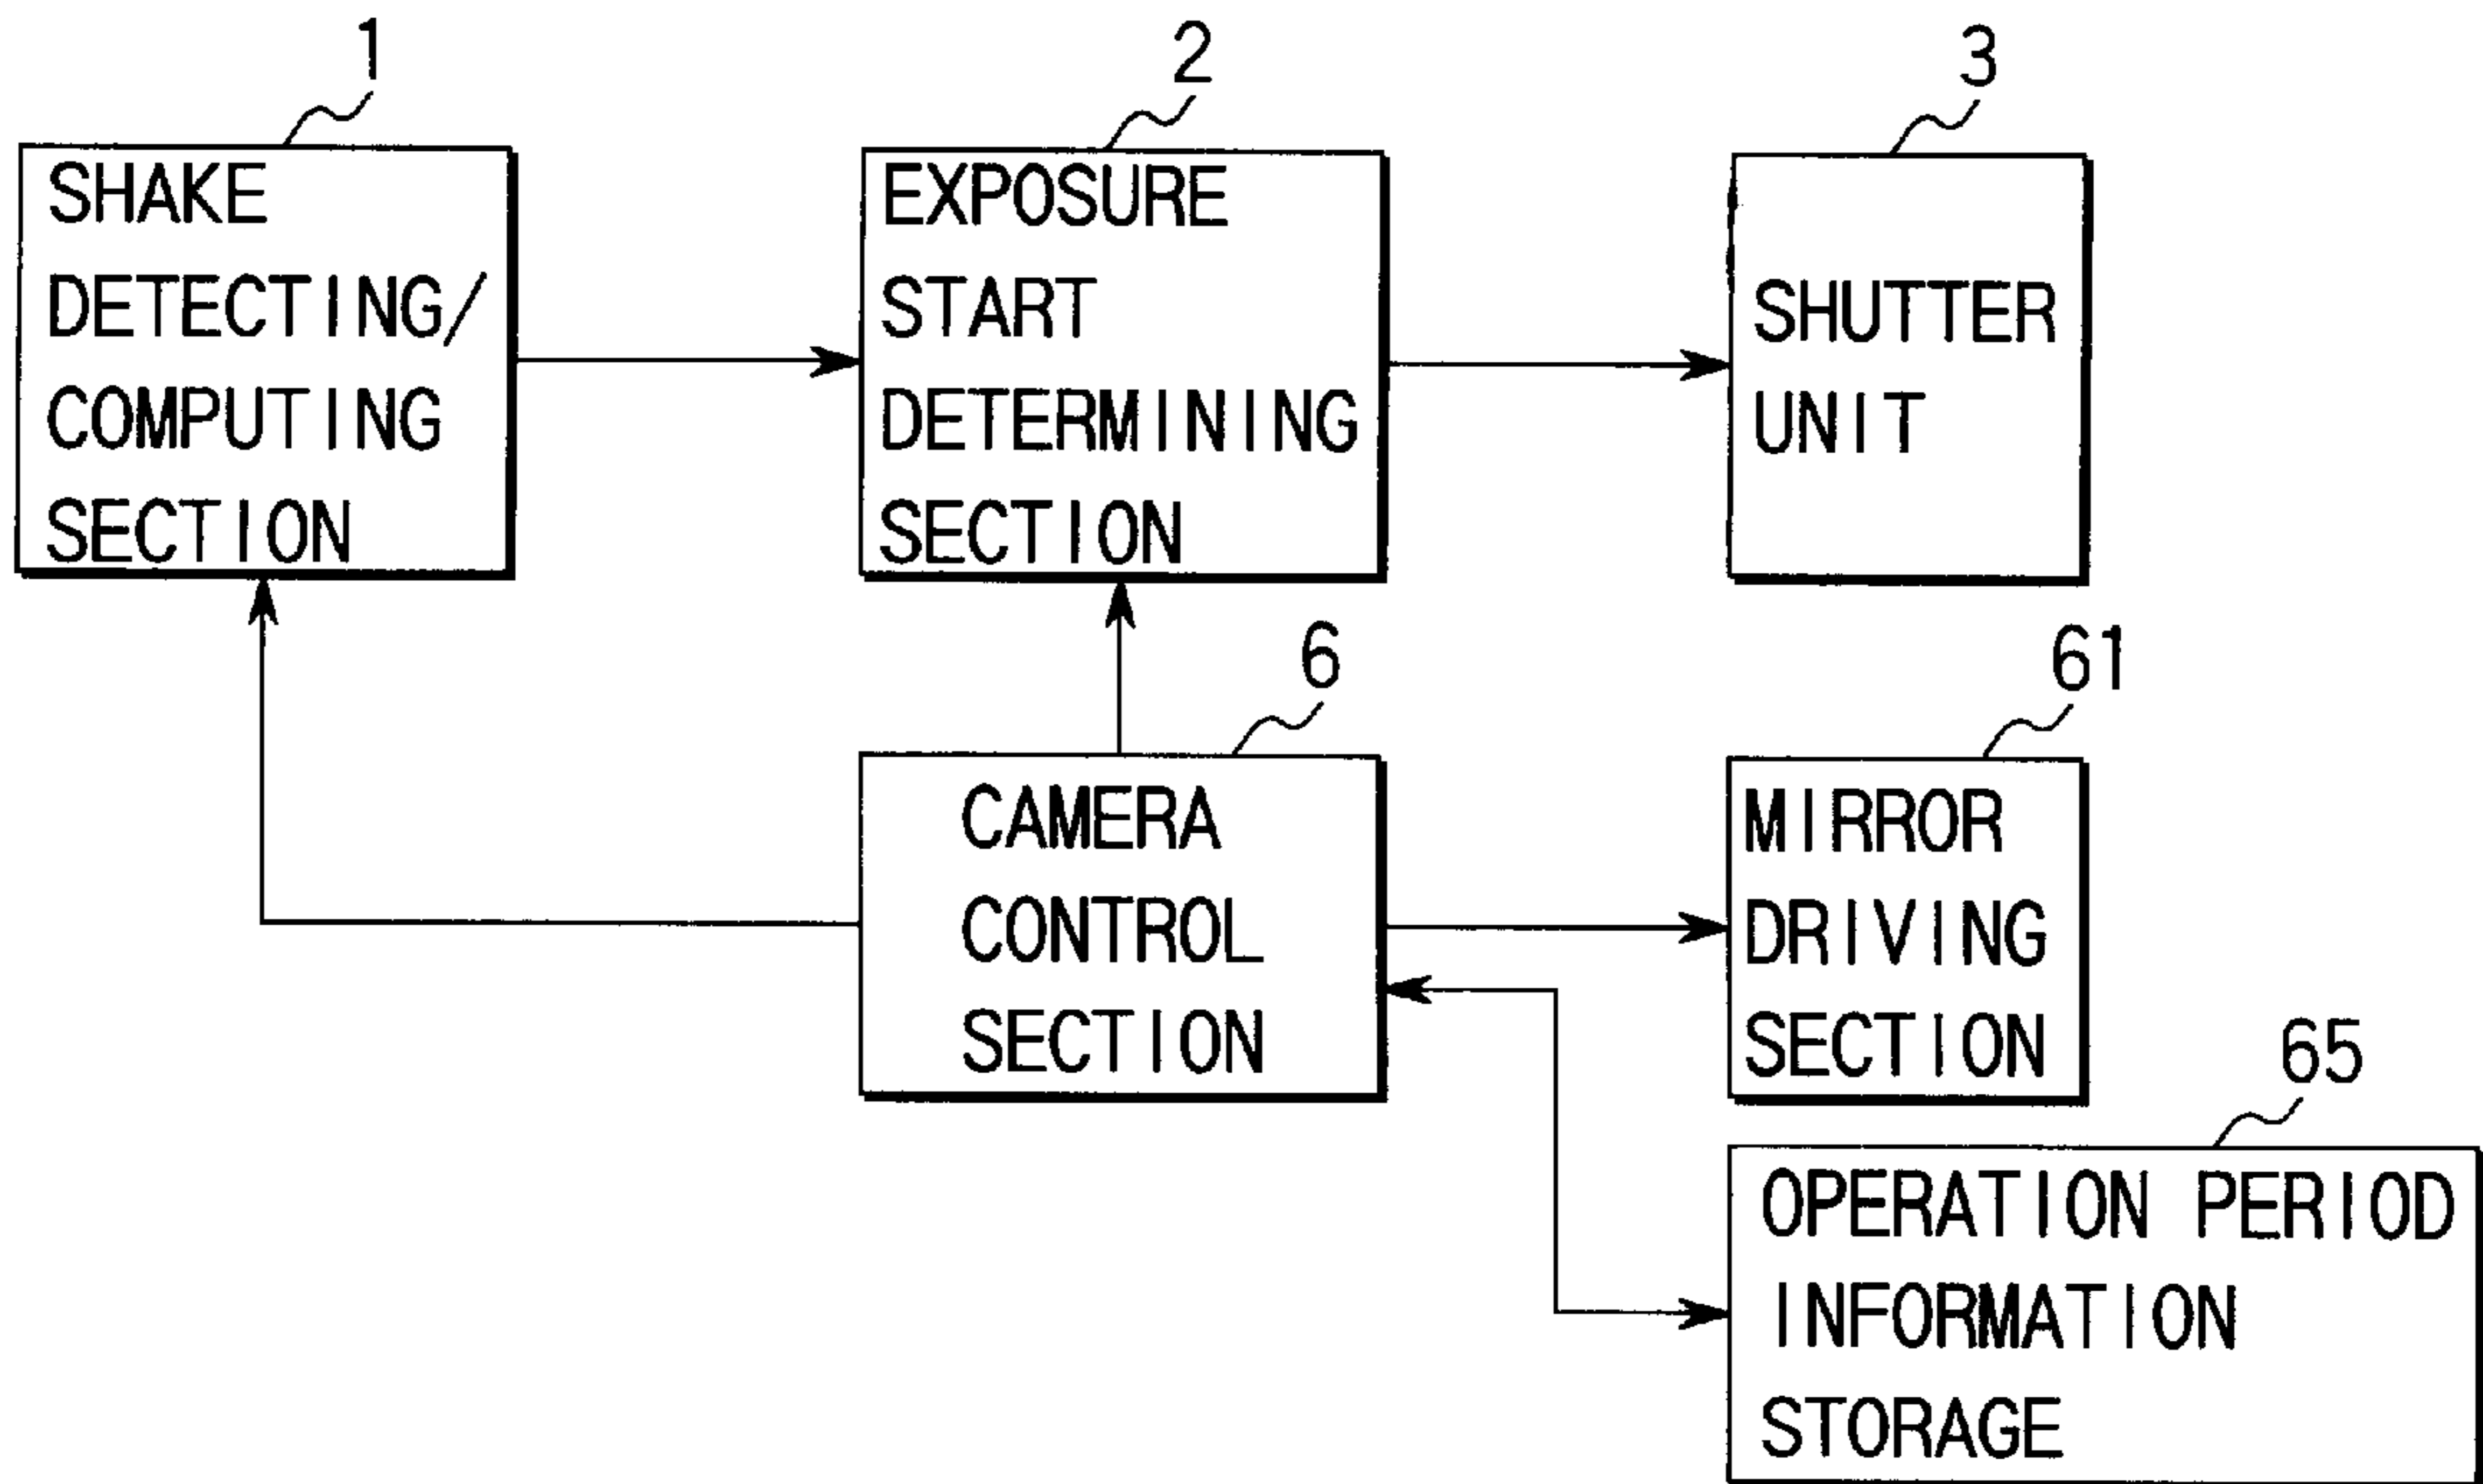 1
SHAKE
DETECTING/
COMPUTING
SECTION
2
EXPOSURE
START
DETERMINING
SECTION
3
SHUTTER
UNIT
6
CAMERA
CONTROL
SECTION
61
MIRROR
DRIVING
SECTION
65
OPERATION PERIOD
INFORMATION
STORAGE